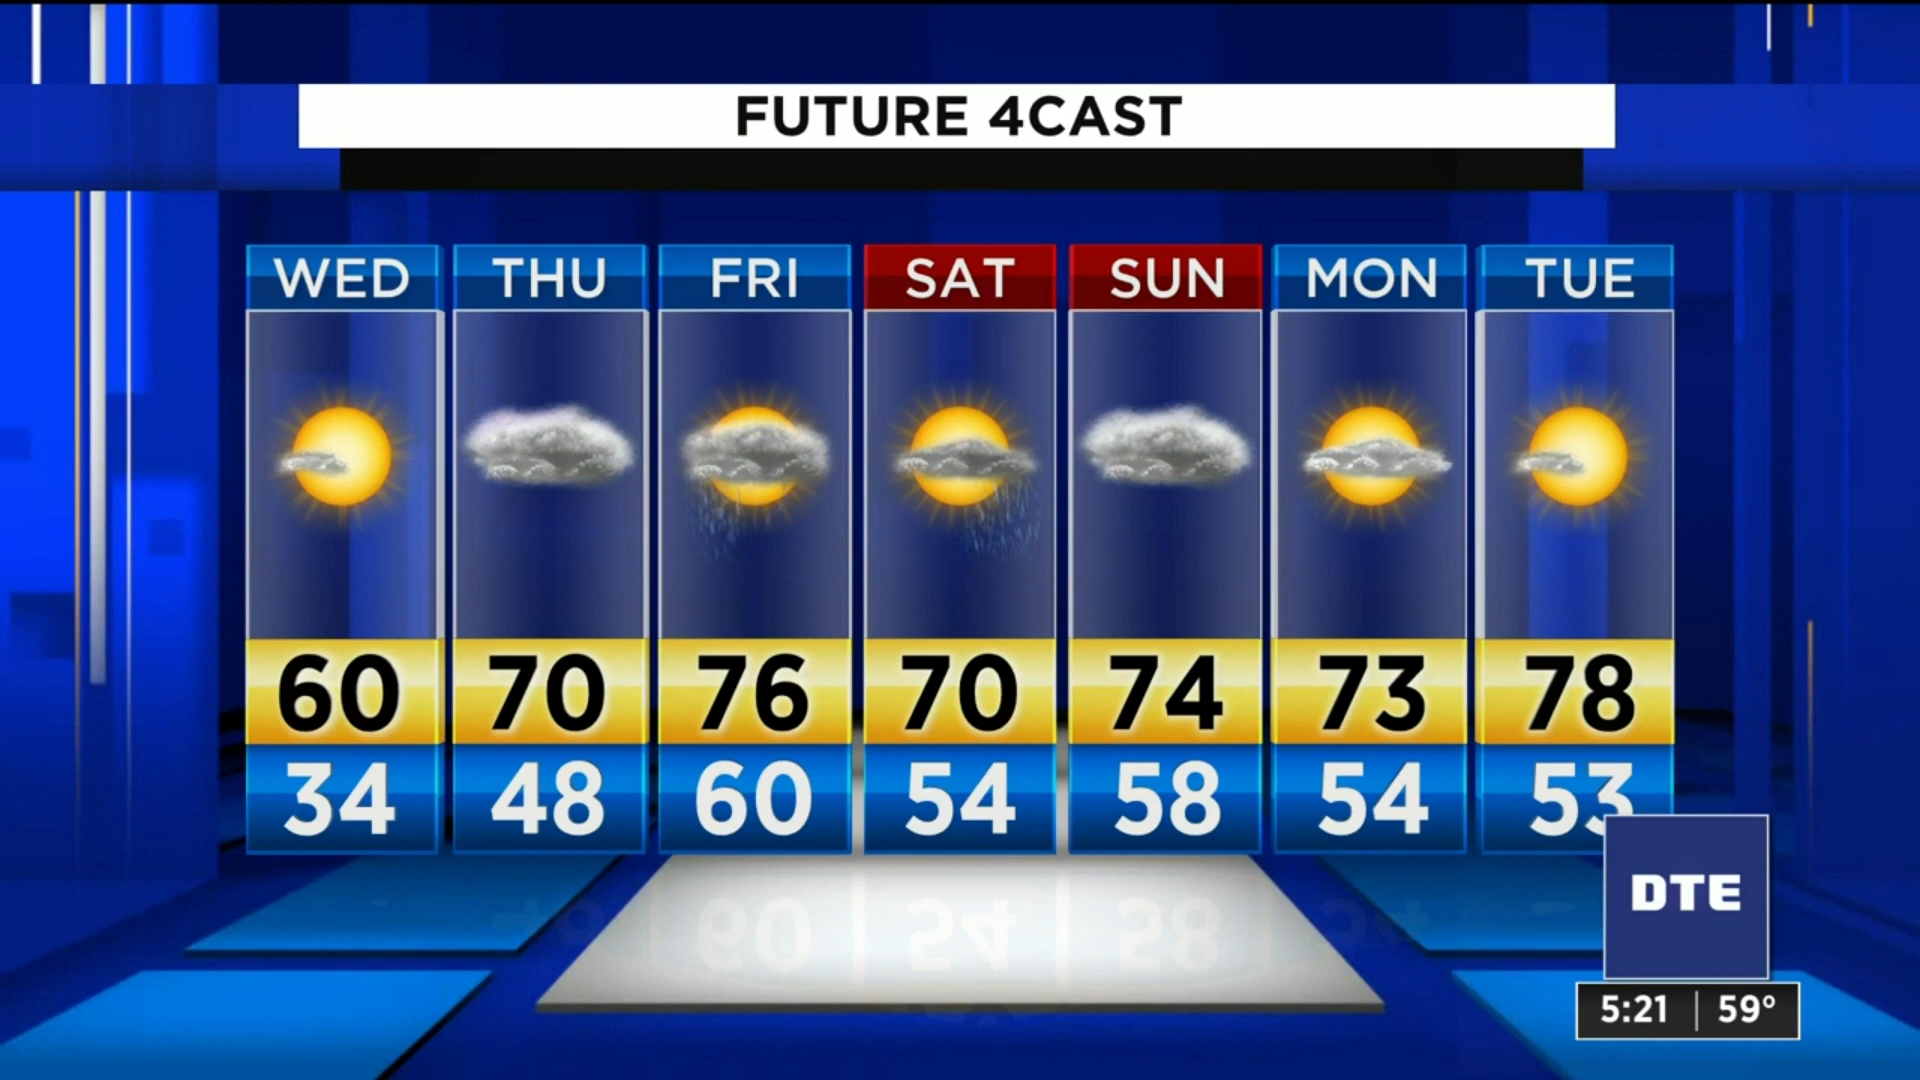 FUTURE 4CAST
WED THU FRI SAT SUN MON TUE
60 70 76 70 74 73 78
34 48 60 54 58 54 53
DTE
5:21 59°